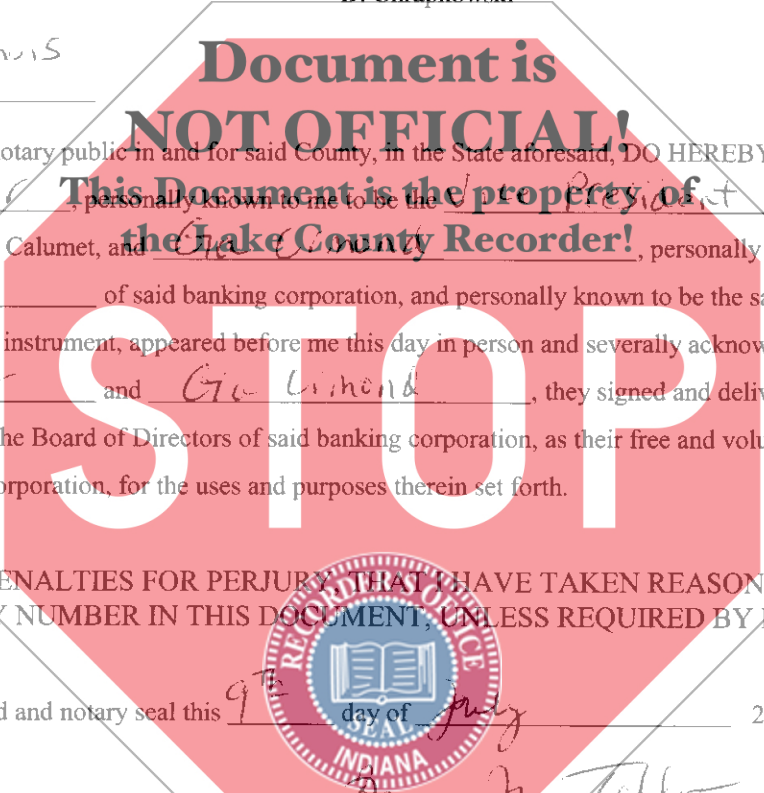 Document is
NOT OFFICIAL!
otary public in and for said County, in the State aforesaid, DO HEREBY
This Document is the property of
, personally known to me to be the Vice President
the Lake County Recorder!
Calumet, and , personally
of said banking corporation, and personally known to be the sa
instrument, appeared before me this day in person and severally acknow
and , they signed and deliv
he Board of Directors of said banking corporation, as their free and volu
orporation, for the uses and purposes therein set forth.
STOP
ENALTIES FOR PERJURY, THAT I HAVE TAKEN REASON
Y NUMBER IN THIS DOCUMENT, UNLESS REQUIRED BY
RECORDER'S OFFICE
d and notary seal this 9th day of July 2
SEAL
INDIANA